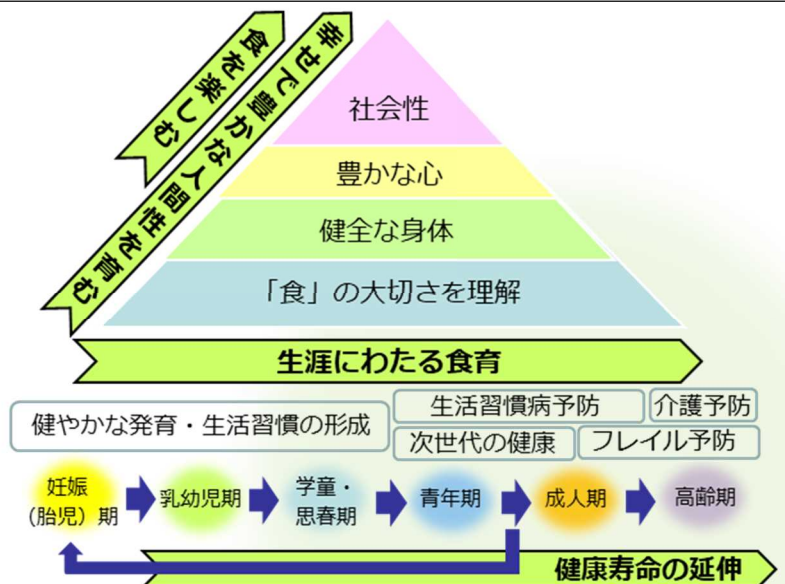 食を楽しむ
幸せで豊かな人間性を育む
社会性
豊かな心
健全な身体
「食」の大切さを理解
生涯にわたる食育
健やかな発育・生活習慣の形成
生活習慣病予防
介護予防
次世代の健康
フレイル予防
妊娠
（胎児）期
乳幼児期
学童・
思春期
青年期
成人期
高齢期
健康寿命の延伸